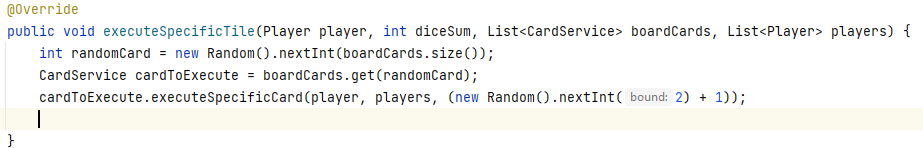 @Override
public void executeSpecificTile(Player player, int diceSum, List<CardService> boardCards, List<Player> players) {
    int randomCard = new Random().nextInt(boardCards.size());
    CardService cardToExecute = boardCards.get(randomCard);
    cardToExecute.executeSpecificCard(player, players, (new Random().nextInt( bound: 2) + 1));
}